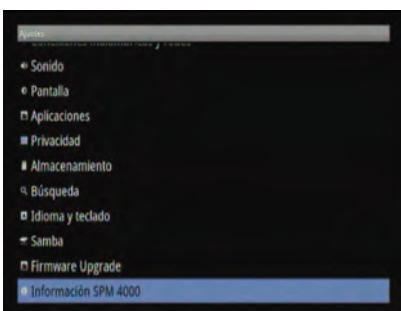 Ajustes
Sonido
Pantalla
Aplicaciones
Privacidad
Almacenamiento
Búsqueda
Idioma y teclado
Samba
Firmware Upgrade
Información SPM 4000